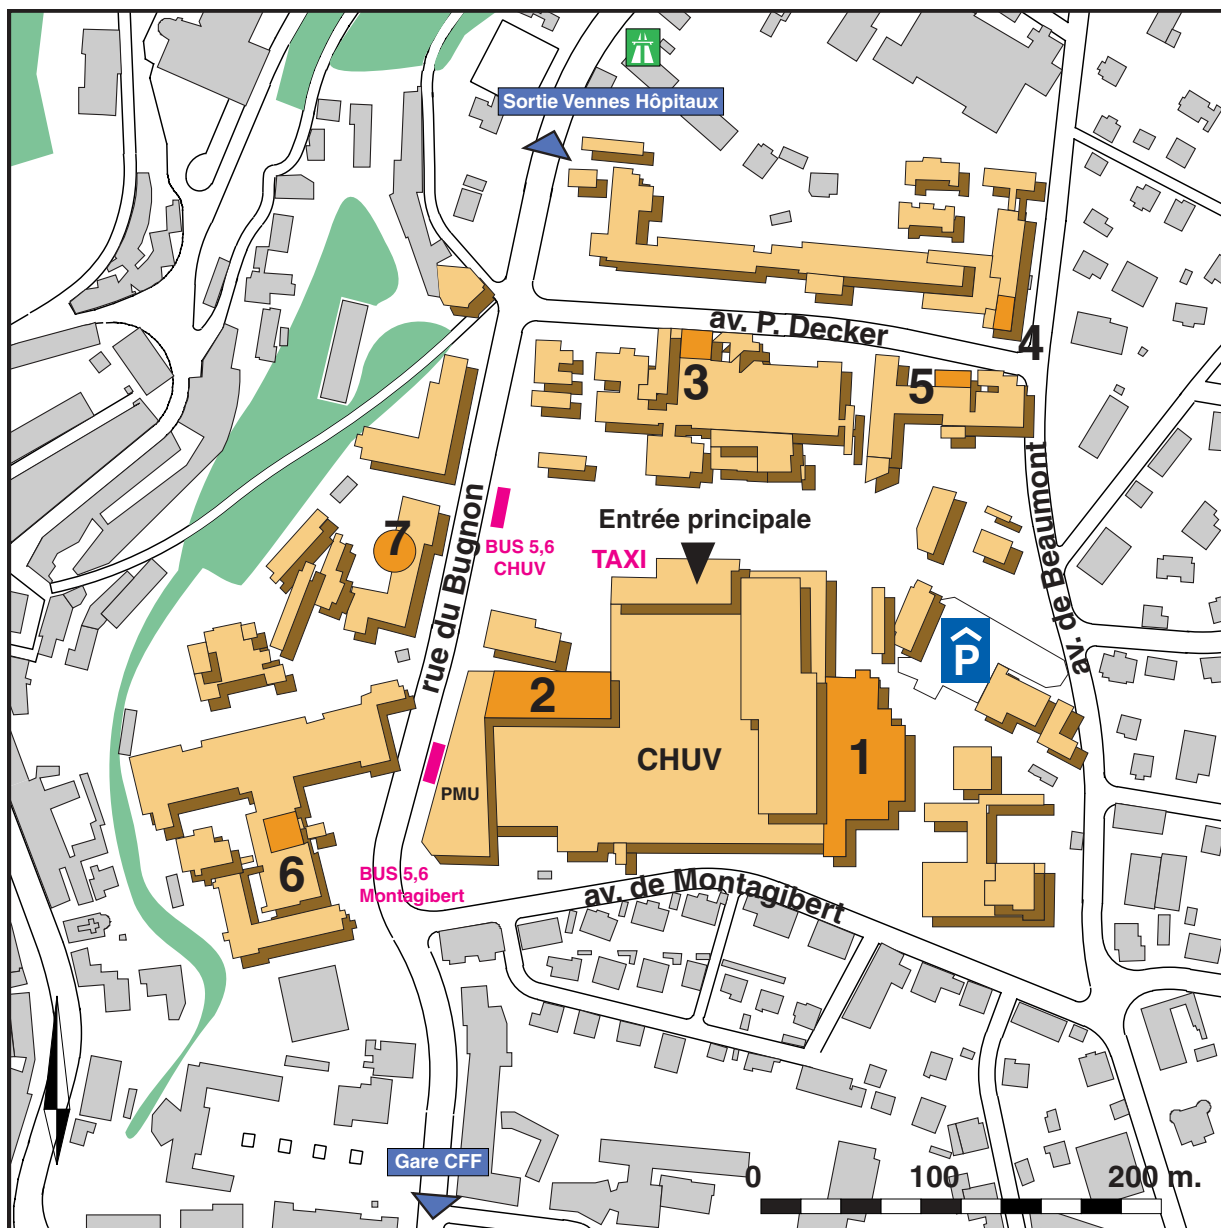 Sortie Vennes Hôpitaux
av. P. Decker
4
3
5
Entrée principale
7
BUS 5,6
CHUV
TAXI
rue du Bugnon
av. de Beaumont
P
2
CHUV
1
PMU
6
BUS 5,6
Montagibert
av. de Montagibert
Gare CFF
0 100 200 m.